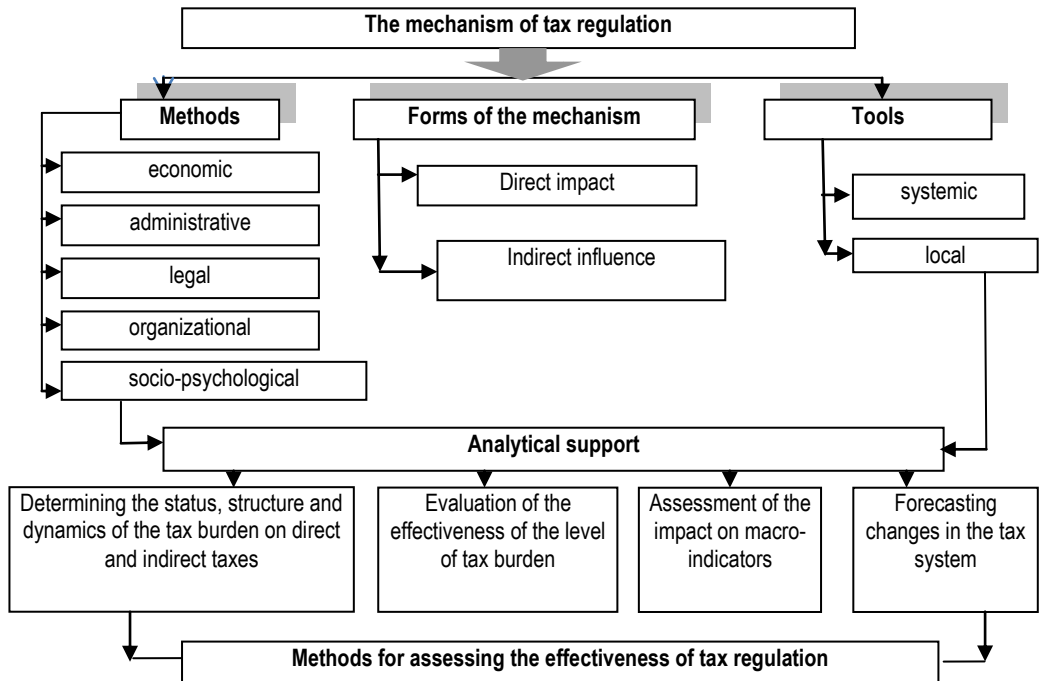 The mechanism of tax regulation
Methods
Forms of the mechanism
Tools
economic
administrative
legal
organizational
socio-psychological
Direct impact
Indirect influence
systemic
local
Analytical support
Determining the status, structure and
dynamics of the tax burden on direct
and indirect taxes
Evaluation of the
effectiveness of the level
of tax burden
Assessment of the
impact on macro-
indicators
Forecasting
changes in the tax
system
Methods for assessing the effectiveness of tax regulation